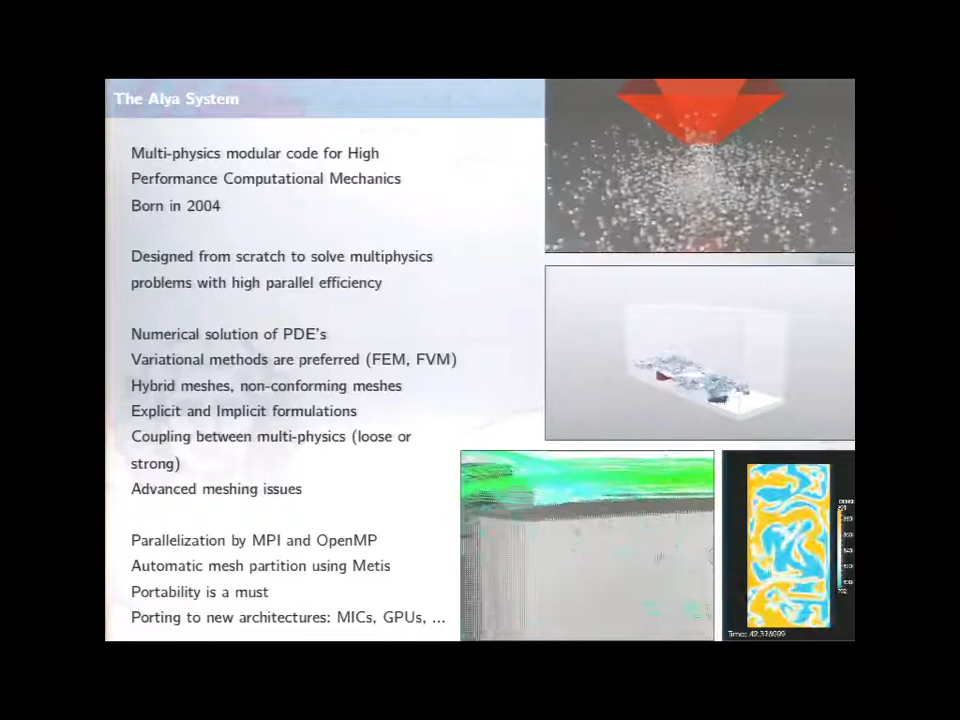 The Alya System
Multi-physics modular code for High
Performance Computational Mechanics
Born in 2004
Designed from scratch to solve multiphysics
problems with high parallel efficiency
Numerical solution of PDE's
Variational methods are preferred (FEM, FVM)
Hybrid meshes, non-conforming meshes
Explicit and Implicit formulations
Coupling between multi-physics (loose or
strong)
Advanced meshing issues
Parallelization by MPI and OpenMP
Automatic mesh partition using Metis
Portability is a must
Porting to new architectures: MICs, GPUs, ...
Time: